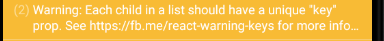 (2) Warning: Each child in a list should have a unique "key"
prop. See https://fb.me/react-warning-keys for more info...